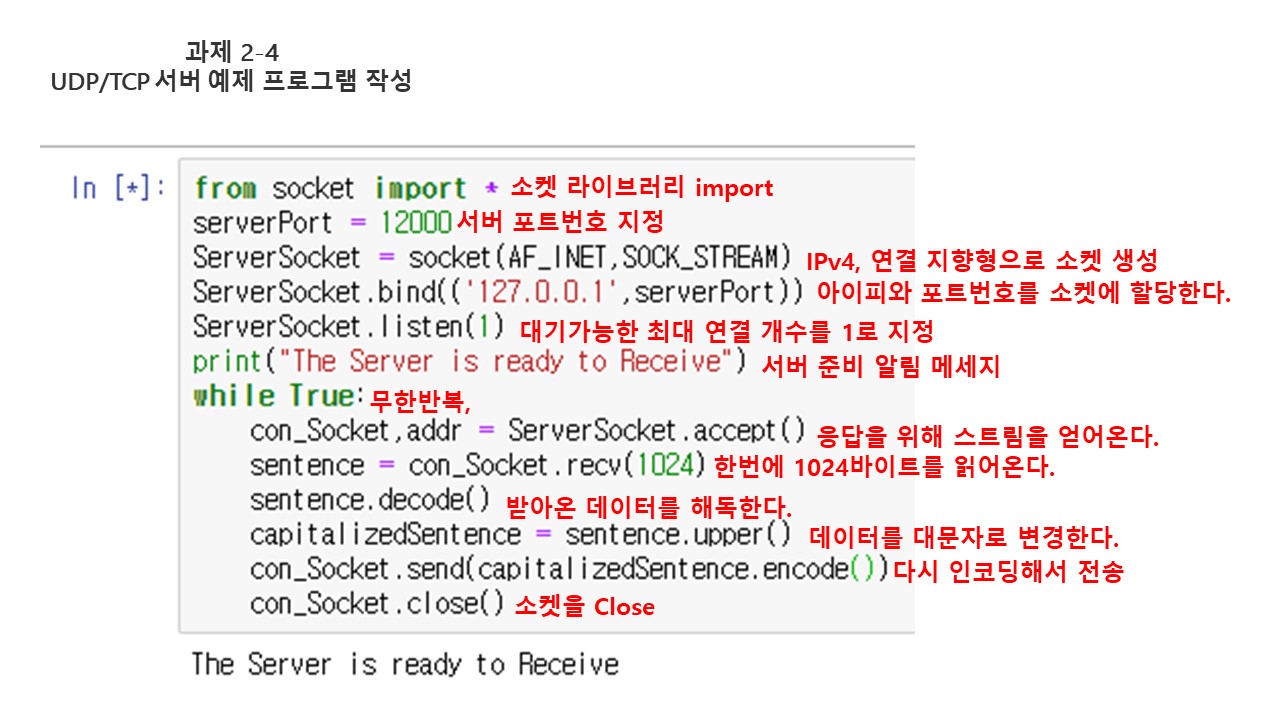 과제 2-4
UDP/TCP 서버 예제 프로그램 작성
In [*]: from socket import * 소켓 라이브러리 import
serverPort = 12000 서버 포트번호 지정
ServerSocket = socket(AF_INET,SOCK_STREAM) IPv4, 연결 지향형으로 소켓 생성
ServerSocket.bind(('127.0.0.1',serverPort)) 아이피와 포트번호를 소켓에 할당한다.
ServerSocket.listen(1) 대기가능한 최대 연결 개수를 1로 지정
print("The Server is ready to Receive") 서버 준비 알림 메세지
while True: 무한반복,
con_Socket,addr = ServerSocket.accept() 응답을 위해 스트림을 얻어온다.
sentence = con_Socket.recv(1024) 한번에 1024바이트를 읽어온다.
sentence.decode() 받아온 데이터를 해독한다.
capitalizedSentence = sentence.upper() 데이터를 대문자로 변경한다.
con_Socket.send(capitalizedSentence.encode()) 다시 인코딩해서 전송
con_Socket.close() 소켓을 Close
The Server is ready to Receive